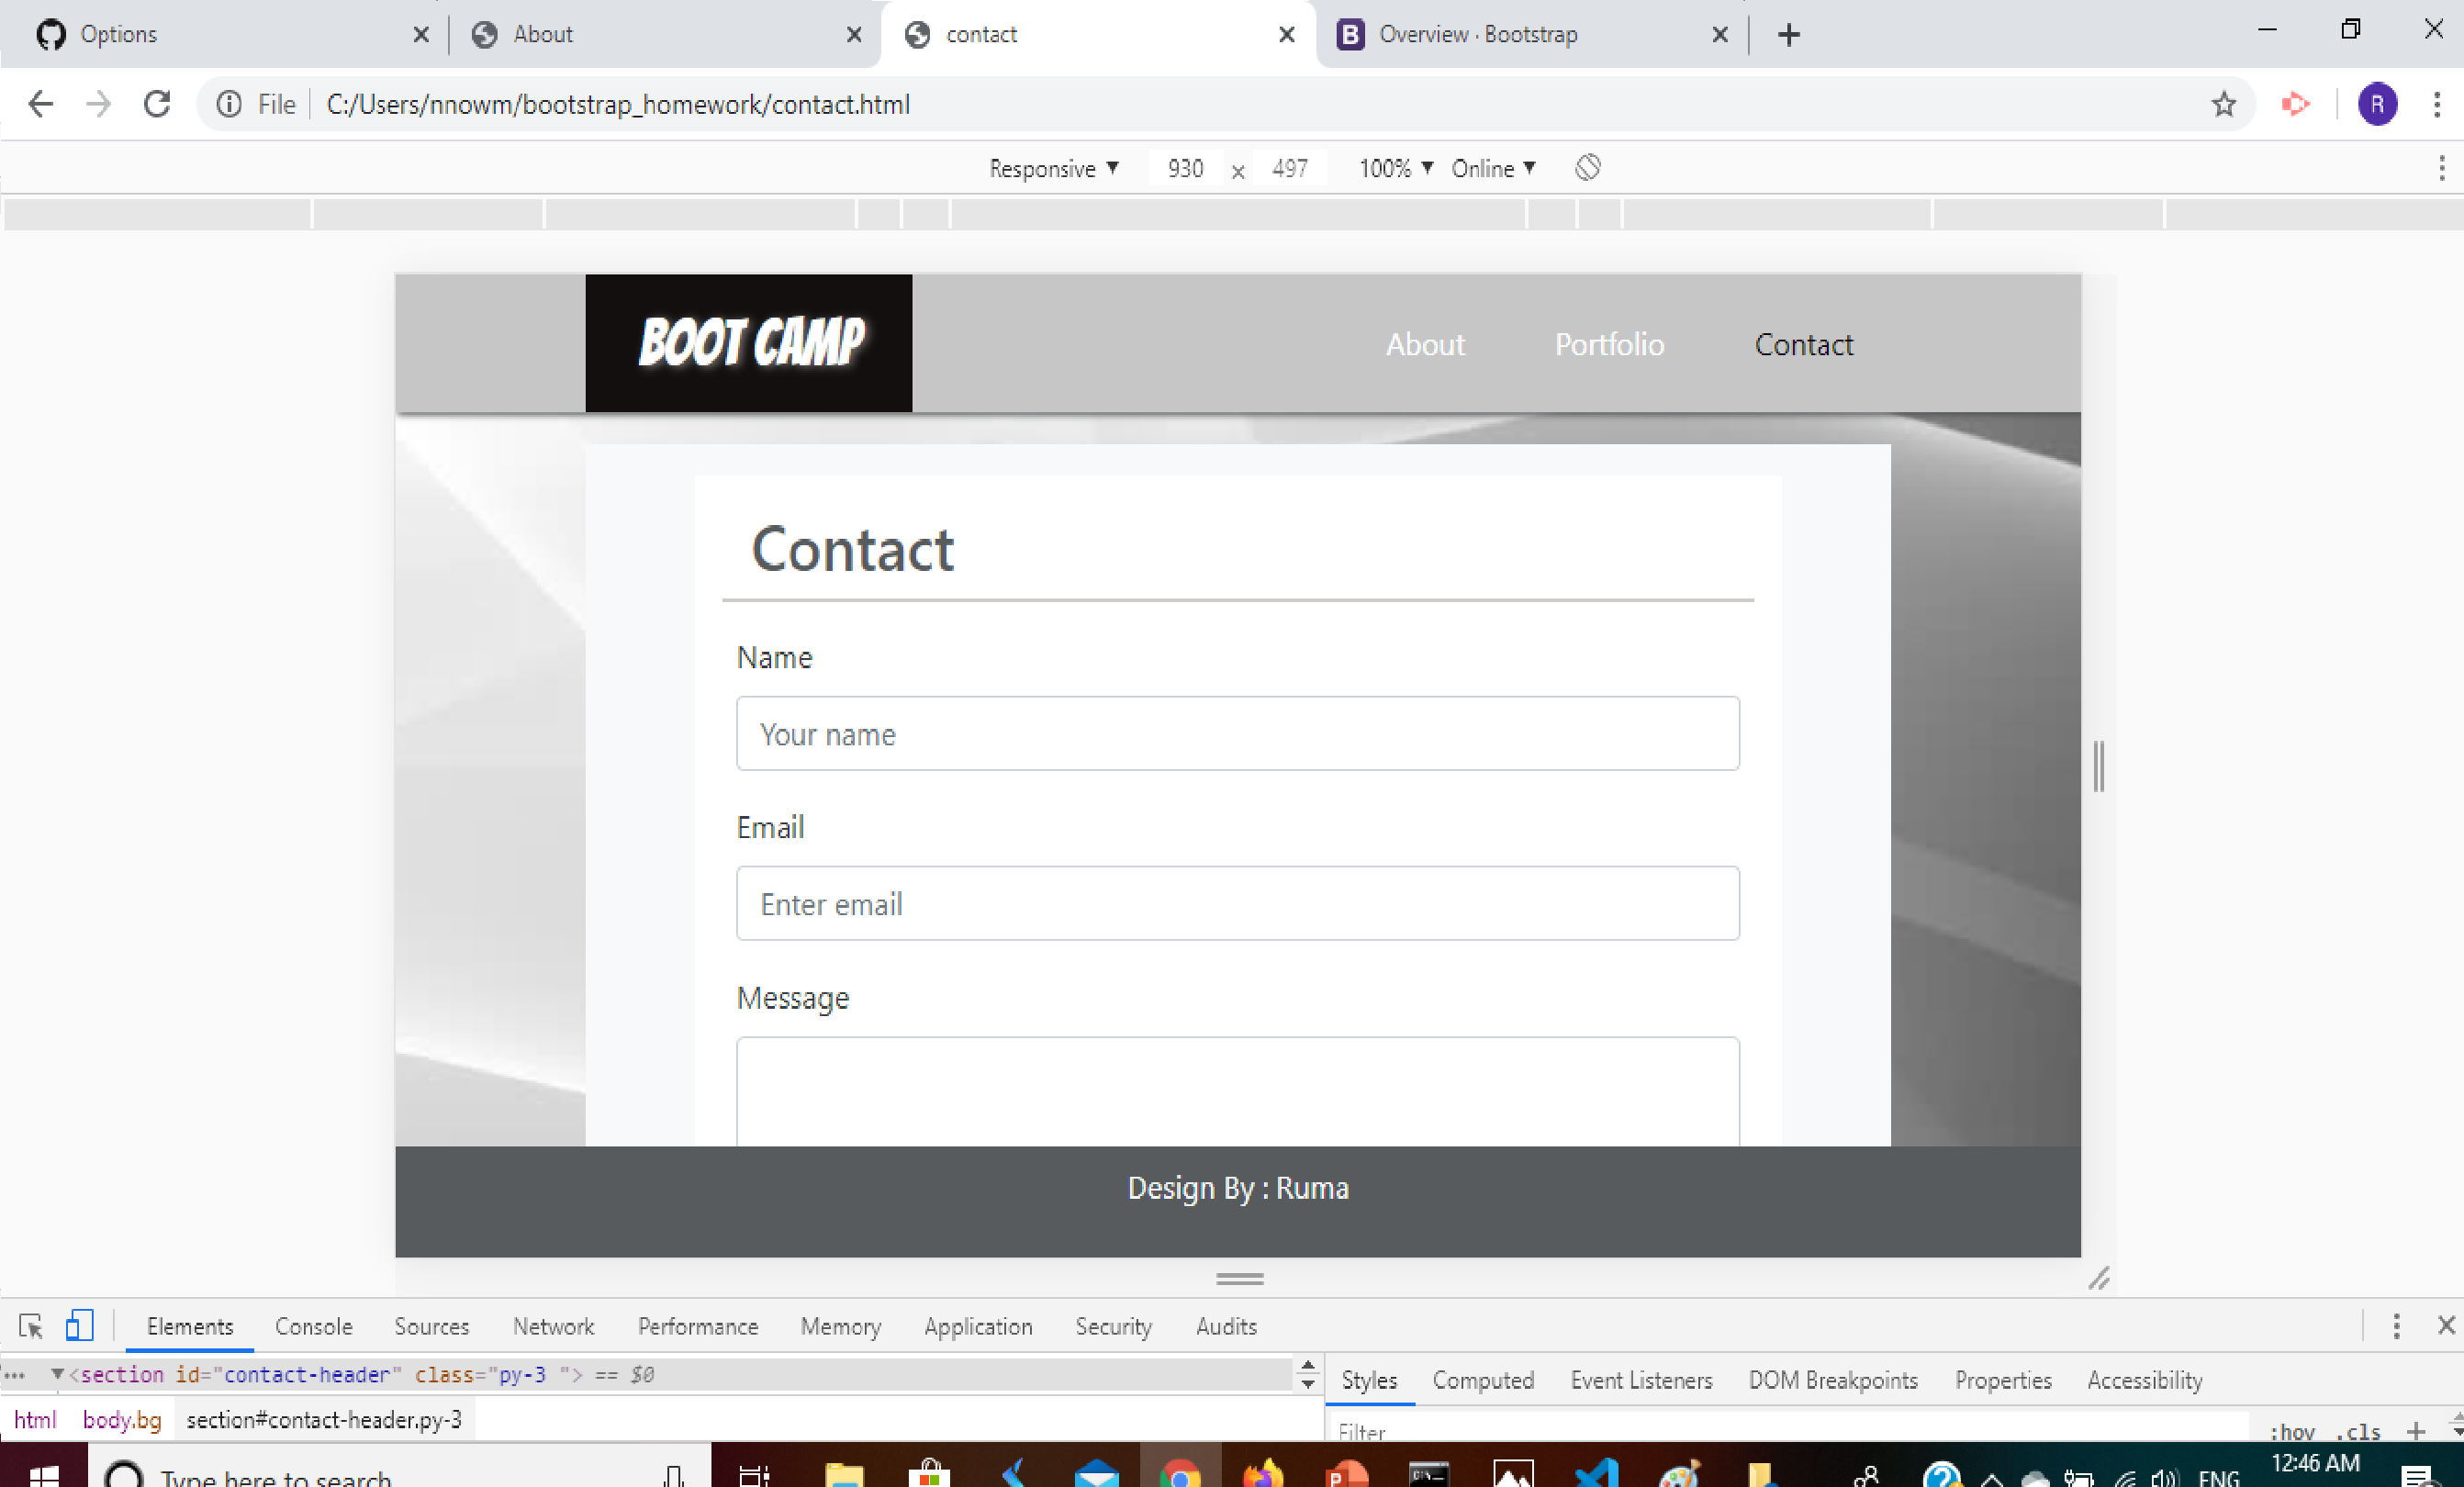 Options About contact Overview · Bootstrap
File C:/Users/nnowm/bootstrap_homework/contact.html
Responsive 930 x 497 100% Online
BOOT CAMP About Portfolio Contact
Contact
Name
Your name
Email
Enter email
Message
Design By : Ruma
Elements Console Sources Network Performance Memory Application Security Audits
<section id="contact-header" class="py-3 "> == $0
Styles Computed Event Listeners DOM Breakpoints Properties Accessibility
html body.bg section#contact-header.py-3
Filter :hov .cls +
Type here to search ENG 12:46 AM